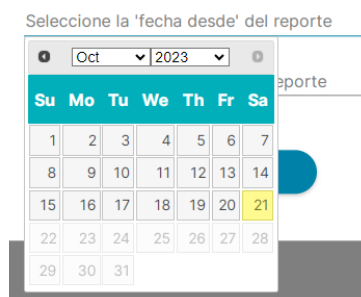 Seleccione la 'fecha desde' del reporte
Oct 2023
eporte
Su Mo Tu We Th Fr Sa
1 2 3 4 5 6 7
8 9 10 11 12 13 14
15 16 17 18 19 20 21
22 23 24 25 26 27 28
29 30 31